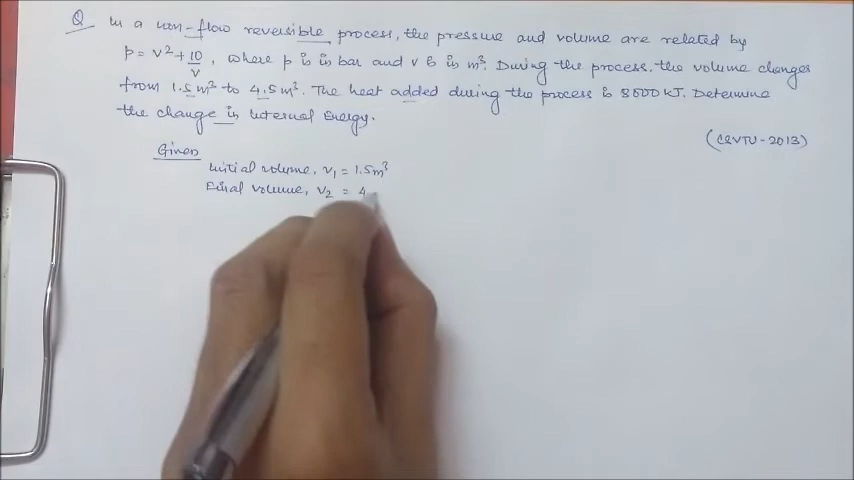 Q In a non-flow reversible process, the pressure and volume are related by
P = v² + 10/v, where p is in bar and v is in m³. During the process, the volume changes
from 1.5 m³ to 4.5 m³. The heat added during the process is 8000 KJ. Determine
the change in Internal Energy.
(CSVTU-2013)
Given
Initial volume, v₁ = 1.5m³
Final volume, v₂ = 4